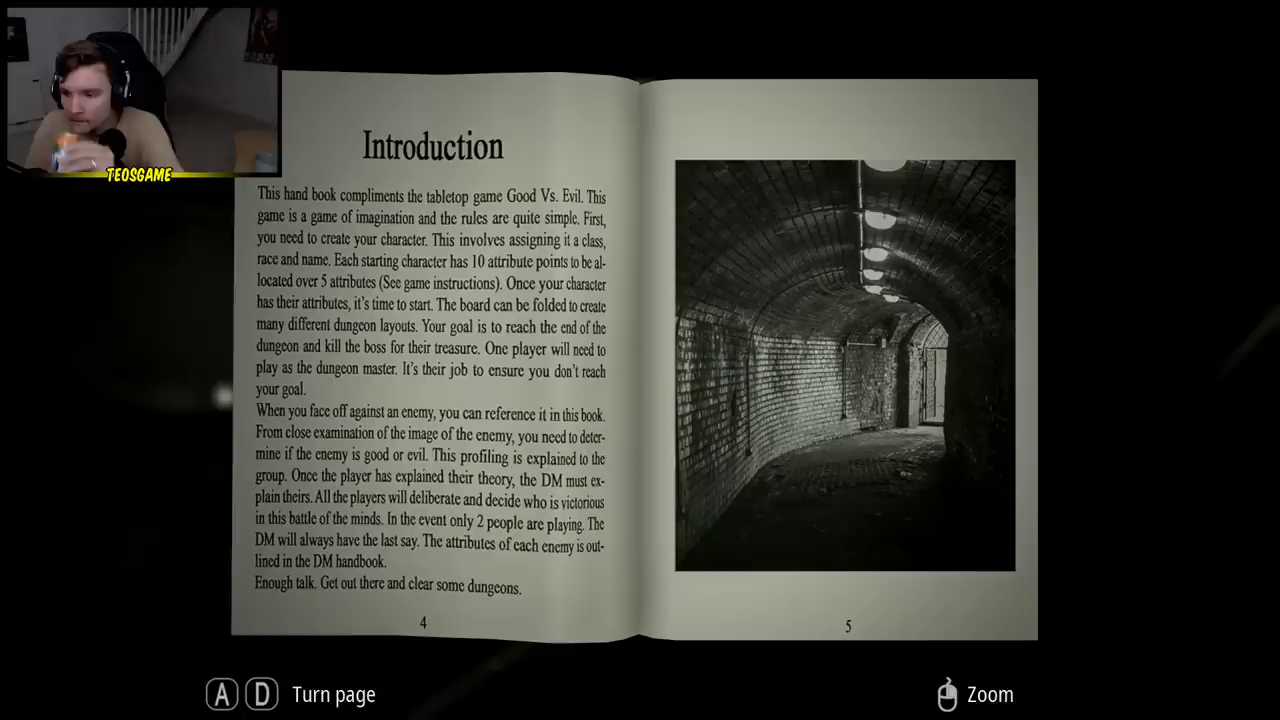 TEOSGAME
Introduction
This hand book compliments the tabletop game Good Vs. Evil. This
game is a game of imagination and the rules are quite simple. First,
you need to create your character. This involves assigning it a class,
race and name. Each starting character has 10 attribute points to be al-
located over 5 attributes (See game instructions). Once your character
has their attributes, it's time to start. The board can be folded to create
many different dungeon layouts. Your goal is to reach the end of the
dungeon and kill the boss for their treasure. One player will need to
play as the dungeon master. It's their job to ensure you don't reach
your goal.
When you face off against an enemy, you can reference it in this book.
From close examination of the image of the enemy, you need to deter-
mine if the enemy is good or evil. This profiling is explained to the
group. Once the player has explained their theory, the DM must ex-
plain theirs. All the players will deliberate and decide who is victorious
in this battle of the minds. In the event only 2 people are playing. The
DM will always have the last say. The attributes of each enemy is out-
lined in the DM handbook.
Enough talk. Get out there and clear some dungeons.
4
5
A D Turn page
Zoom